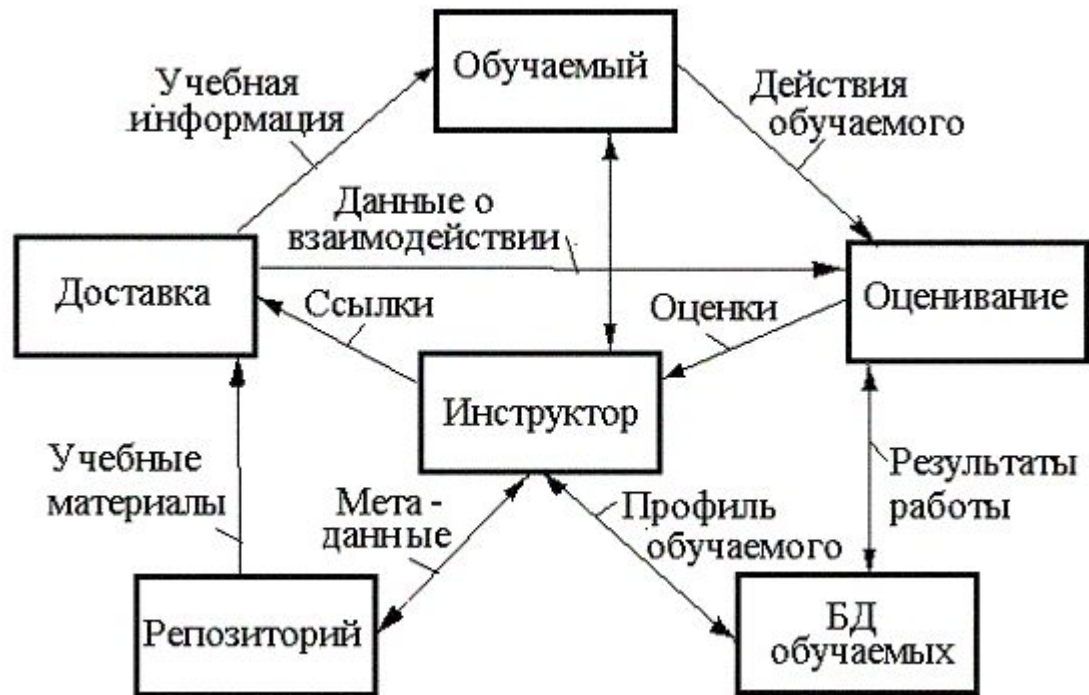 Обучаемый
Учебная
информация
Действия
обучаемого
Данные о
взаимодействии
Доставка
Ссылки
Оценки
Оценивание
Инструктор
Учебные
материалы
Мета -
данные
Профиль
обучаемого
Результаты
работы
Репозиторий
БД
обучаемых